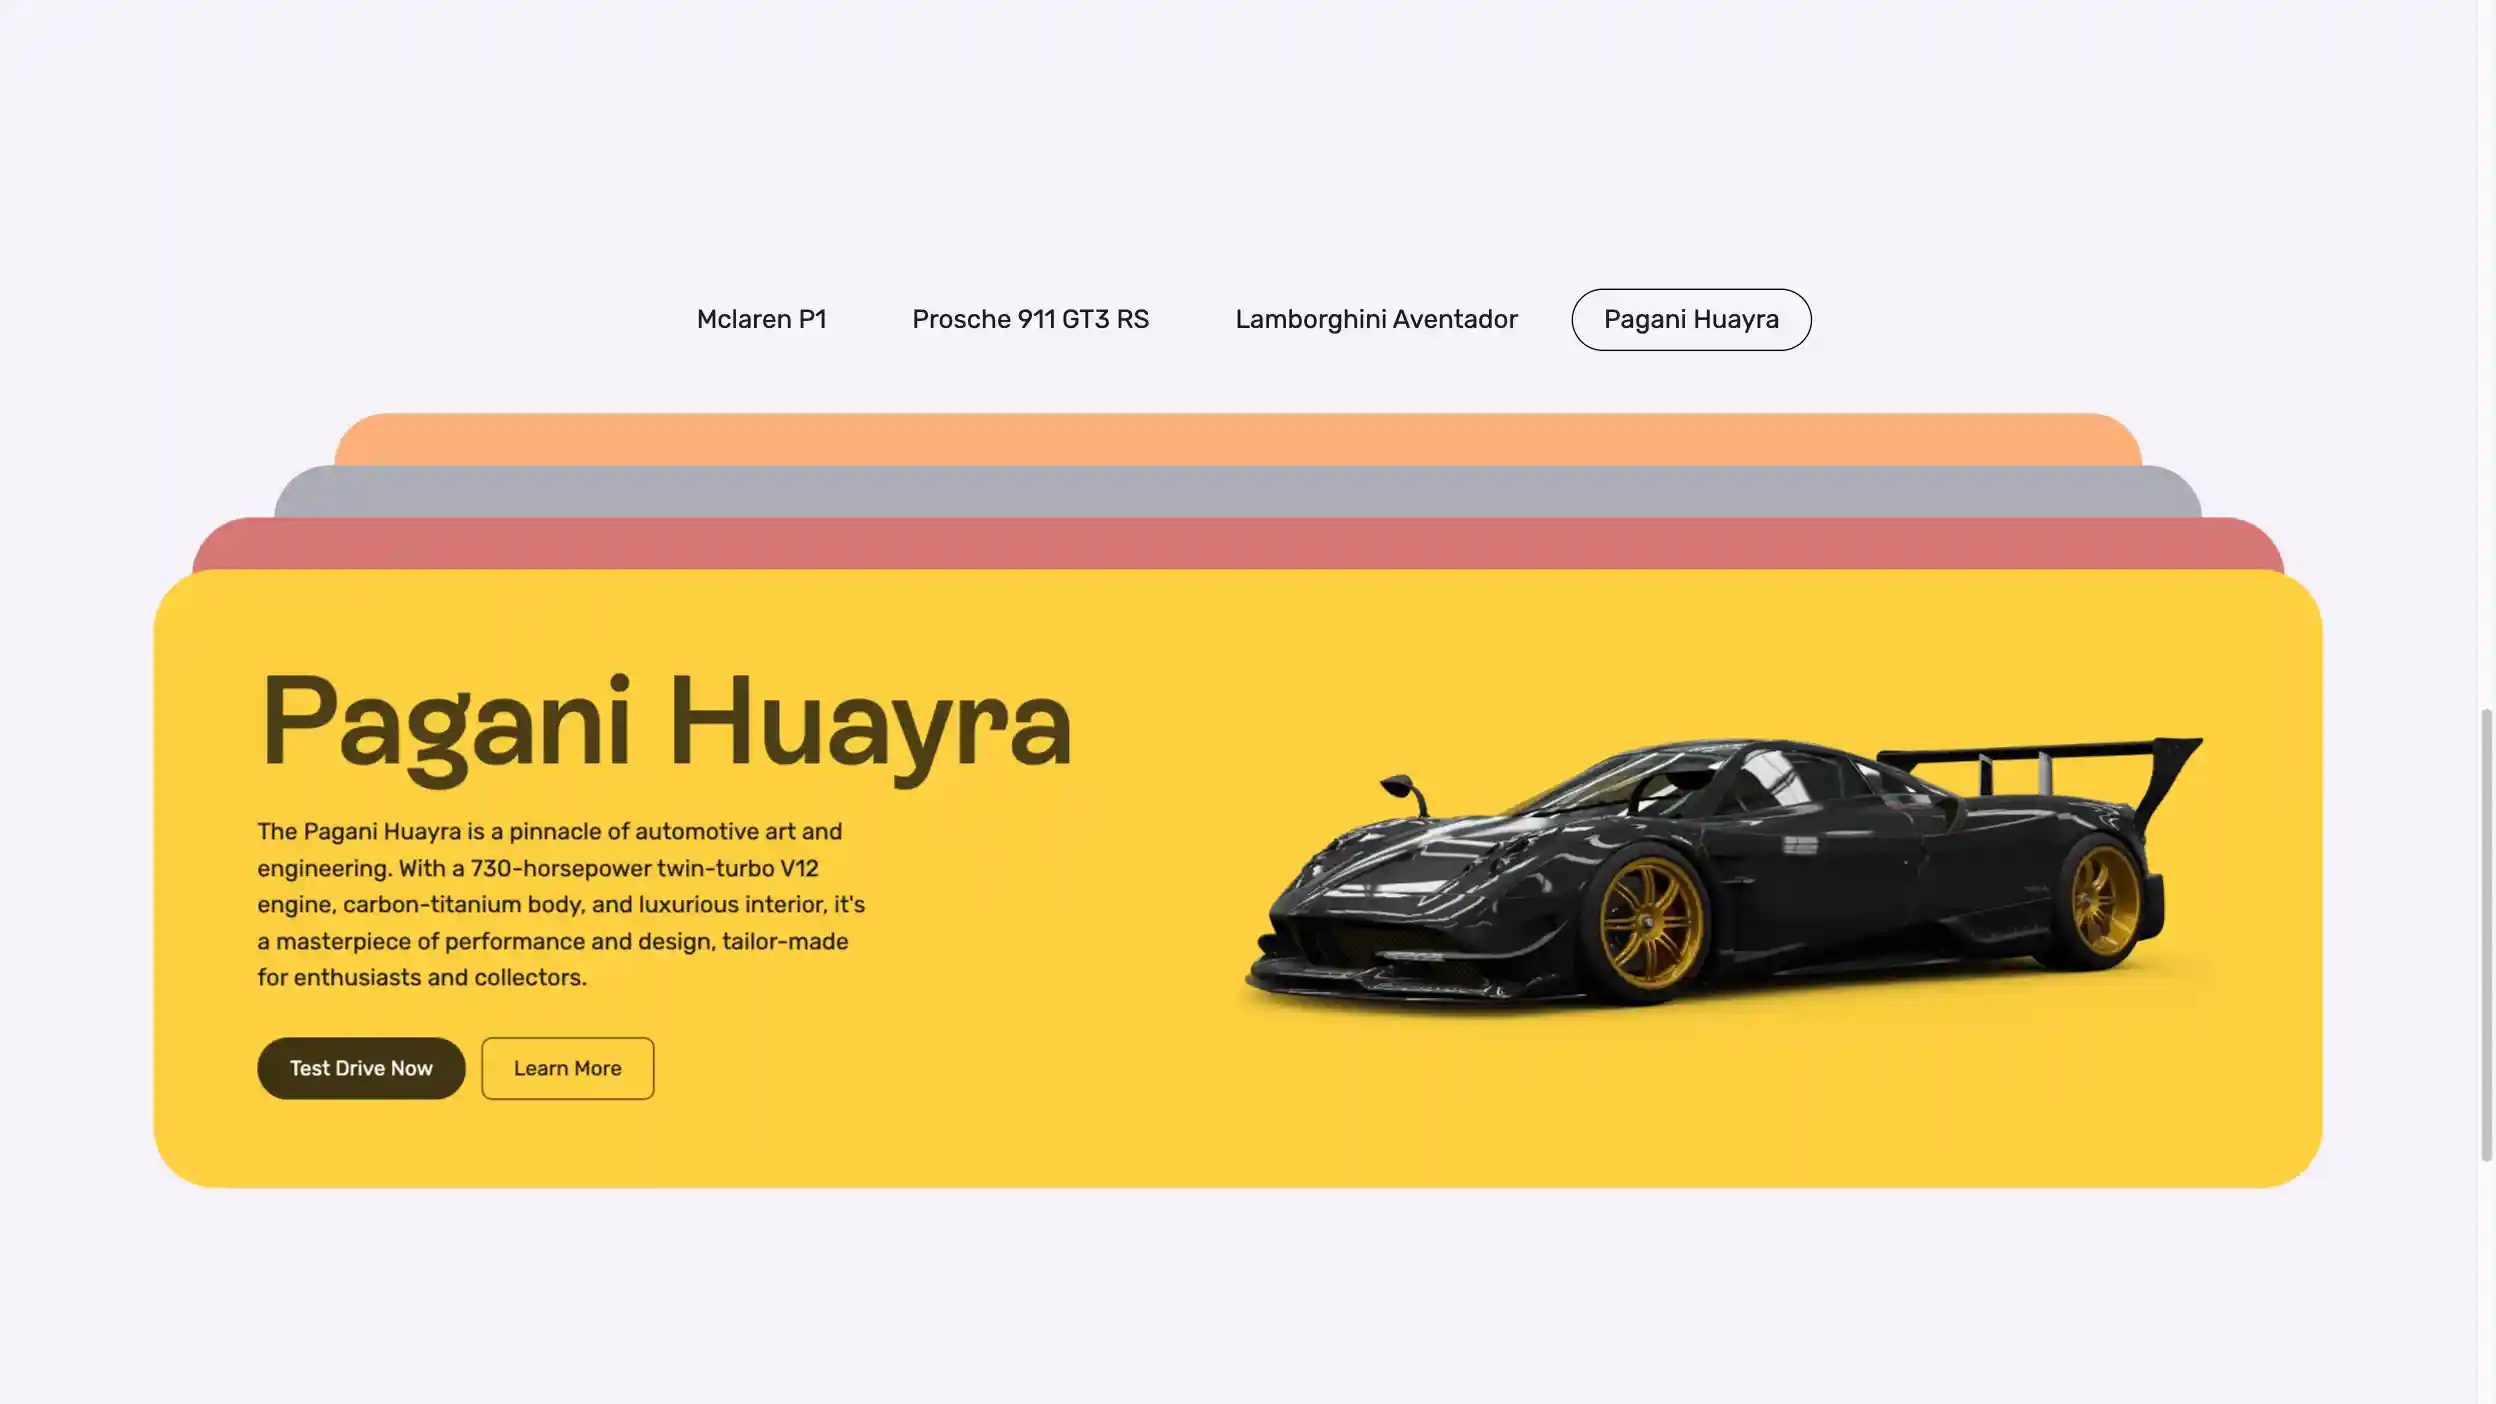 Mclaren P1
Prosche 911 GT3 RS
Lamborghini Aventador
Pagani Huayra
Pagani Huayra
The Pagani Huayra is a pinnacle of automotive art and
engineering. With a 730-horsepower twin-turbo V12
engine, carbon-titanium body, and luxurious interior, it's
a masterpiece of performance and design, tailor-made
for enthusiasts and collectors.
Test Drive Now
Learn More